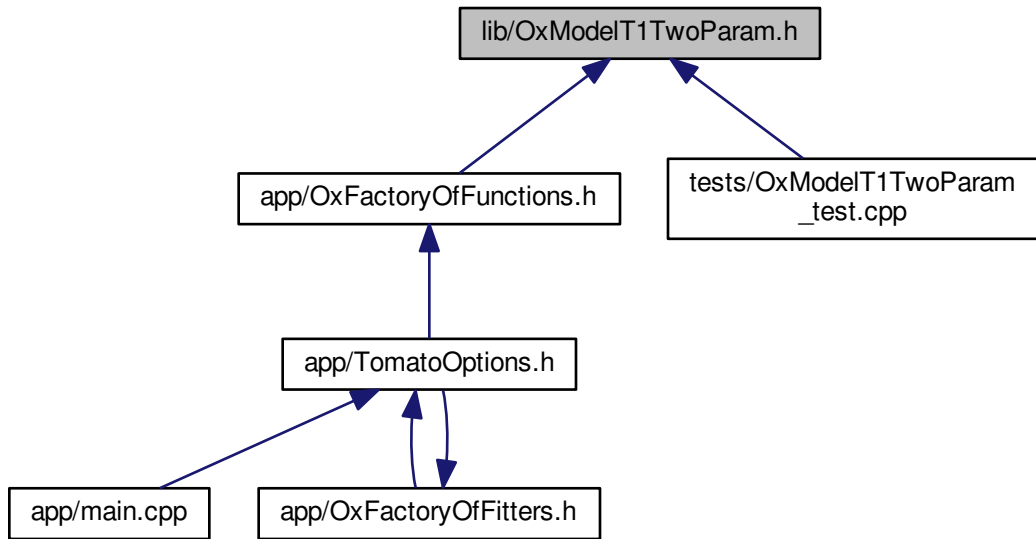 lib/OxModelT1TwoParam.h
app/OxFactoryOfFunctions.h
tests/OxModelT1TwoParam
_test.cpp
app/TomatoOptions.h
app/main.cpp
app/OxFactoryOfFitters.h